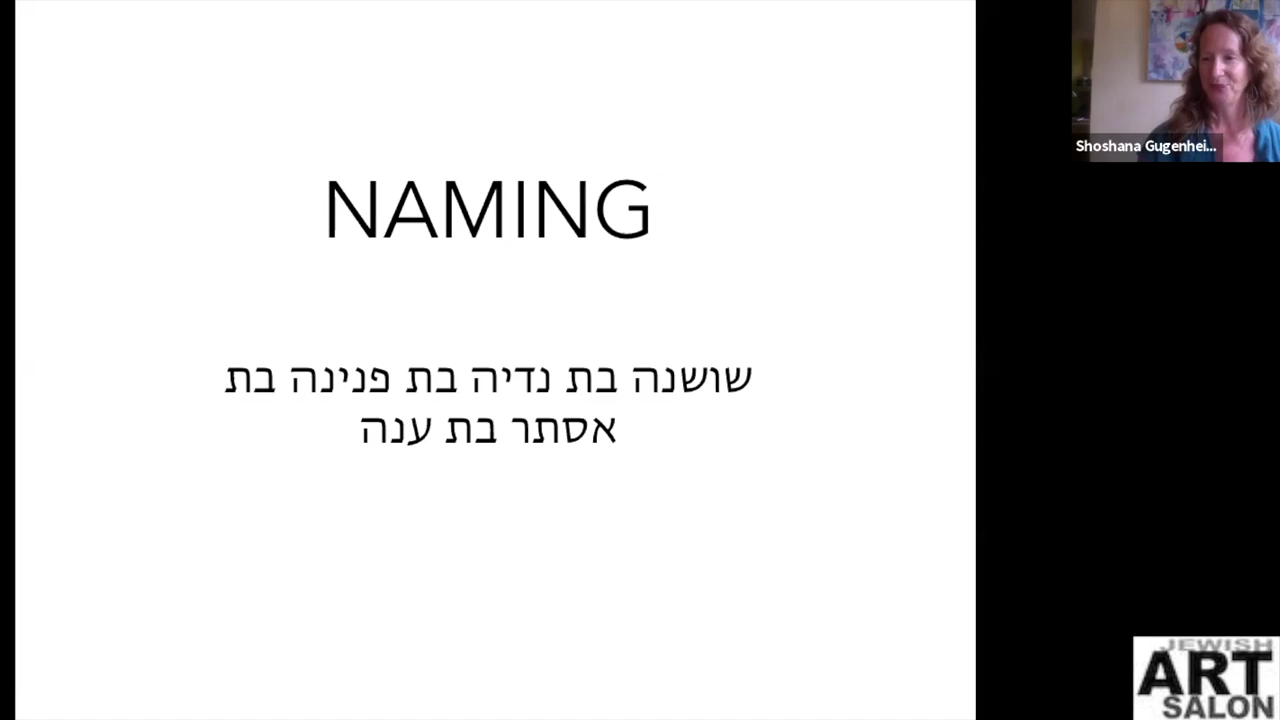 NAMING
שושנה בת נדיה בת פנינה בת
אסתר בת ענה
Shoshana Gugenhei...
JEWISH
ART
SALON